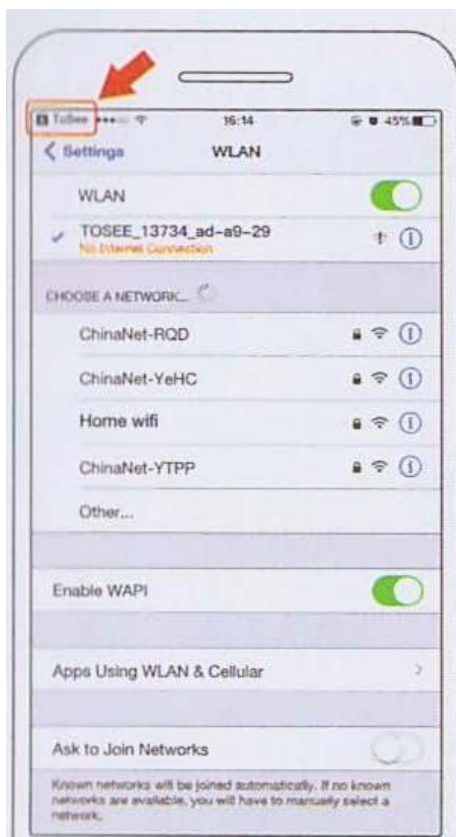 ToSee 16:14 45%
Settings WLAN
WLAN
TOSEE_13734_ad-a9-29
No Internet Connection
CHOOSE A NETWORK...
ChinaNet-RQD
ChinaNet-YeHC
Home wifi
ChinaNet-YTPP
Other...
Enable WAPI
Apps Using WLAN & Cellular
Ask to Join Networks
Known networks will be joined automatically. If no known
networks are available, you will have to manually select a
network.